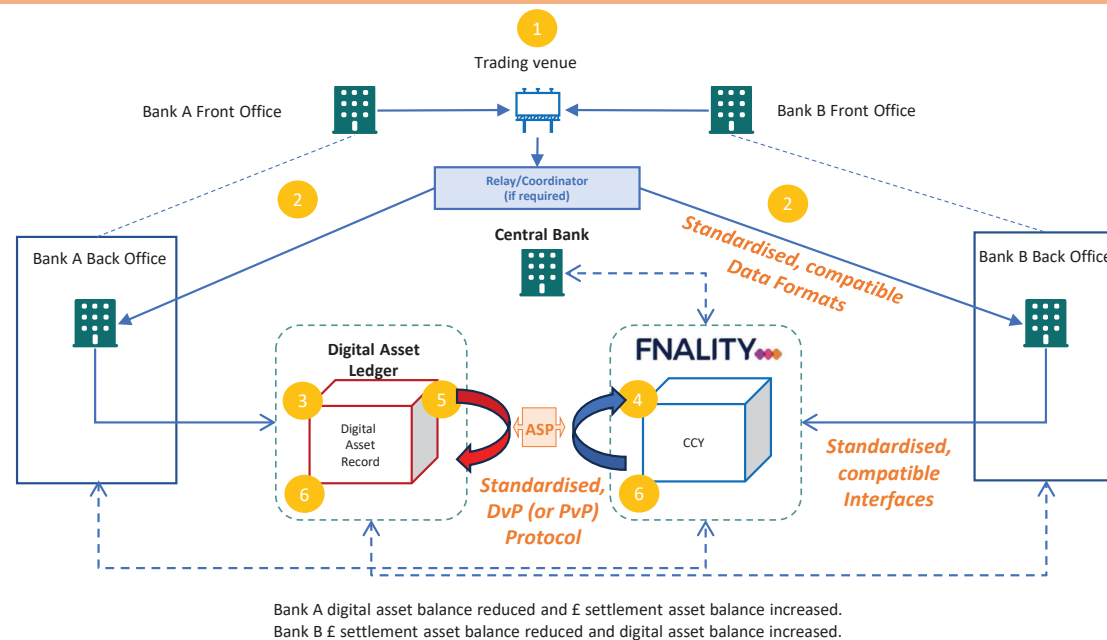 1
Trading venue
Bank A Front Office
Bank B Front Office
Relay/Coordinator
(if required)
2
2
Central Bank
Standardised, compatible
Data Formats
Bank A Back Office
Bank B Back Office
Digital Asset
Ledger
FNALITY
3
5
4
Digital
Asset
Record
ASP
CCY
6
6
Standardised,
DvP (or PvP)
Protocol
Standardised,
compatible
Interfaces
Bank A digital asset balance reduced and £ settlement asset balance increased.
Bank B £ settlement asset balance reduced and digital asset balance increased.